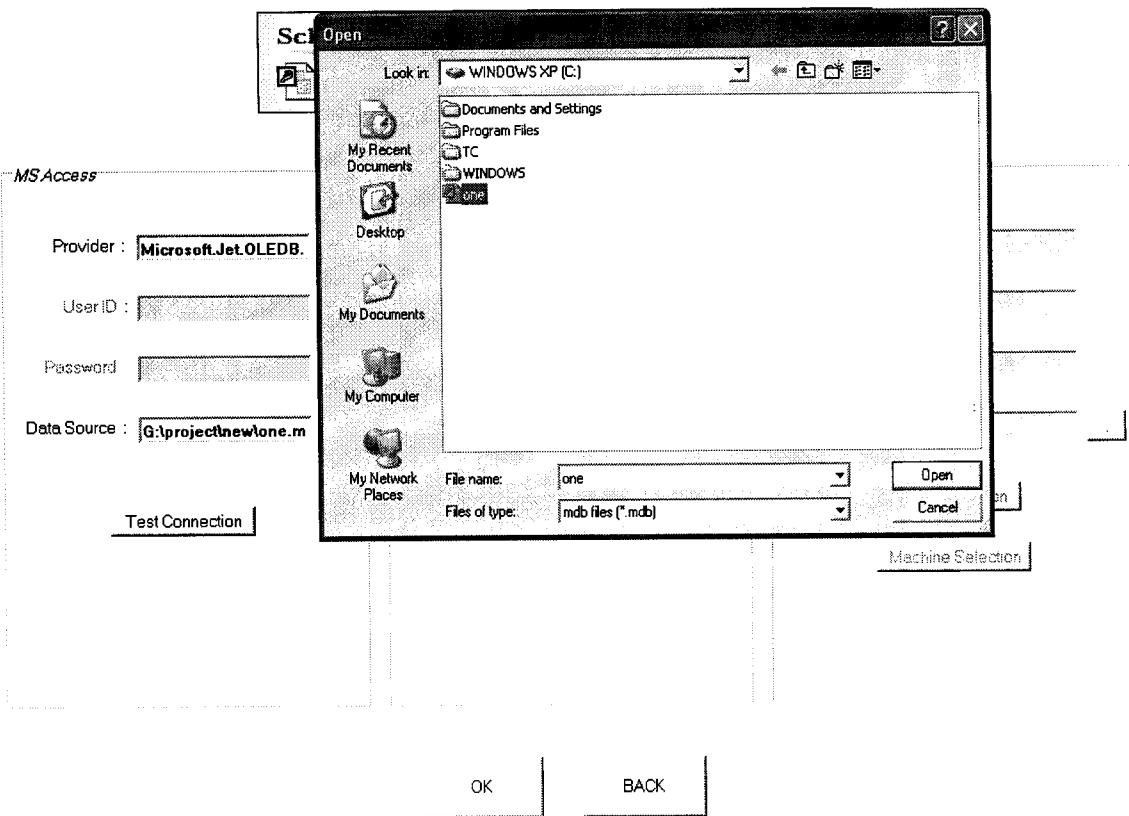 Sc
Open
Look in: WINDOWS XP (C:)
Documents and Settings
Program Files
TC
WINDOWS
one
My Recent
Documents
Desktop
My Documents
My Computer
My Network
Places
File name: one
Open
Files of type: mdb files (*.mdb)
Cancel
MS Access
Provider : Microsoft.Jet.OLEDB.
User ID :
Password
Data Source : G:\project\new\one.m
Test Connection
on
Machine Selection
OK
BACK